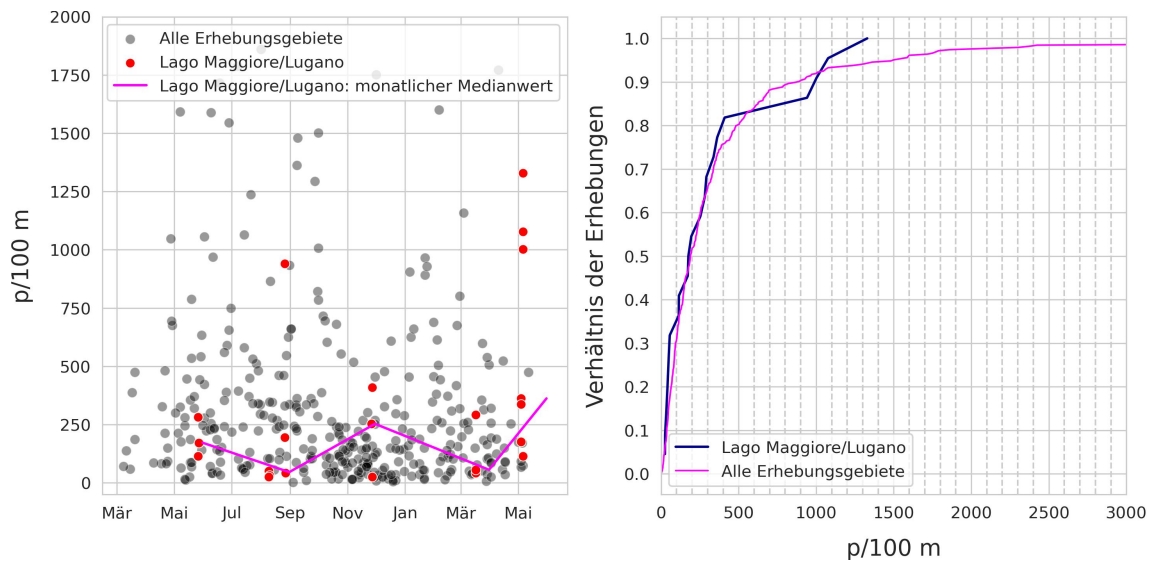 2000
1750
1500
1250
1000
750
500
250
0
p/100 m
Alle Erhebungsgebiete
Lago Maggiore/Lugano
Lago Maggiore/Lugano: monatlicher Medianwert
Mär Mai Jul Sep Nov Jan Mär Mai
1.0
0.9
0.8
0.7
0.6
0.5
0.4
0.3
0.2
0.1
0.0
Verhältnis der Erhebungen
Lago Maggiore/Lugano
Alle Erhebungsgebiete
0 500 1000 1500 2000 2500 3000
p/100 m